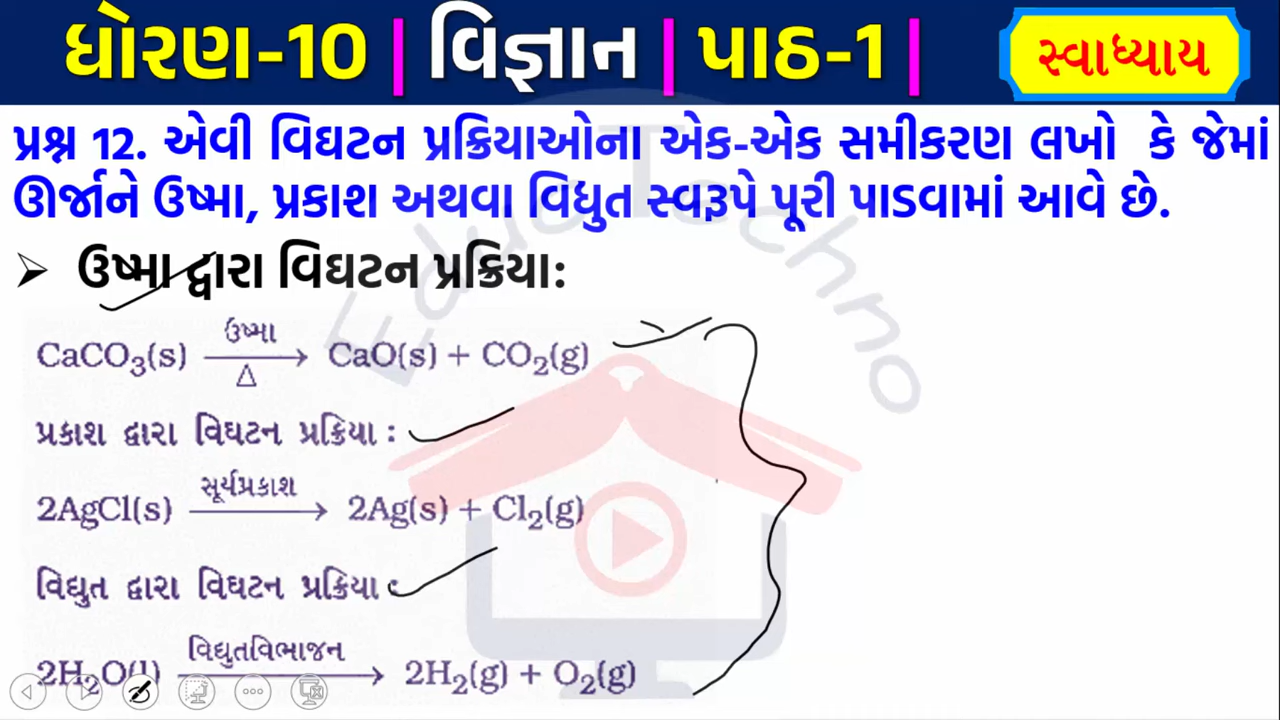 ધોરણ-10 | વિજ્ઞાન | પાઠ-1 |
સ્વાધ્યાય
પ્રશ્ન 12. એવી વિઘટન પ્રક્રિયાઓના એક-એક સમીકરણ લખો કે જેમાં
ઊર્જાને ઉષ્મા, પ્રકાશ અથવા વિદ્યુત સ્વરૂપે પૂરી પાડવામાં આવે છે.
➢ ઉષ્મા દ્વારા વિઘટન પ્રક્રિયા:
ઉષ્મા
CaCO₃(s) ⟶ CaO(s) + CO₂(g)
Δ
પ્રકાશ દ્વારા વિઘટન પ્રક્રિયા :
સૂર્યપ્રકાશ
2AgCl(s) ⟶ 2Ag(s) + Cl₂(g)
વિદ્યુત દ્વારા વિઘટન પ્રક્રિયા :
વિદ્યુતવિભાજન
2H₂O(l) ⟶ 2H₂(g) + O₂(g)
Educ Techno